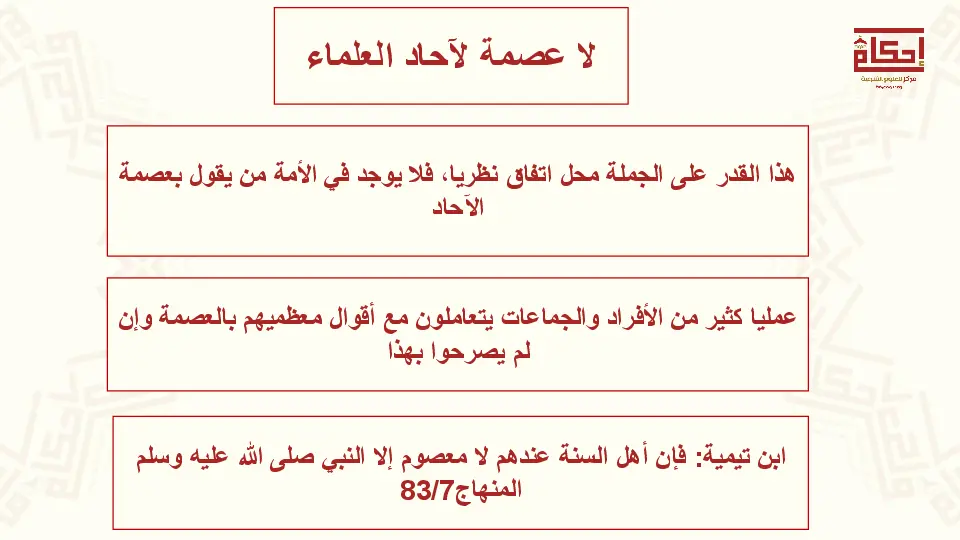 لا عصمة لآحاد العلماء
إحكام
مركز للعلوم الشرعية
هذا القدر على الجملة محل اتفاق نظريا، فلا يوجد في الأمة من يقول بعصمة
الآحاد
عمليا كثير من الأفراد والجماعات يتعاملون مع أقوال معظميهم بالعصمة وإن
لم يصرحوا بهذا
ابن تيمية: فإن أهل السنة عندهم لا معصوم إلا النبي صلى الله عليه وسلم
المنهاج83/7